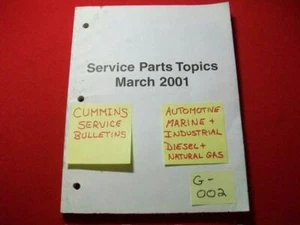 Service Parts Topics
March 2001
CUMMINS
SERVICE
BULLETINS
AUTOMOTIVE
MARINE +
INDUSTRIAL
DIESEL +
NATURAL GAS
G-
002